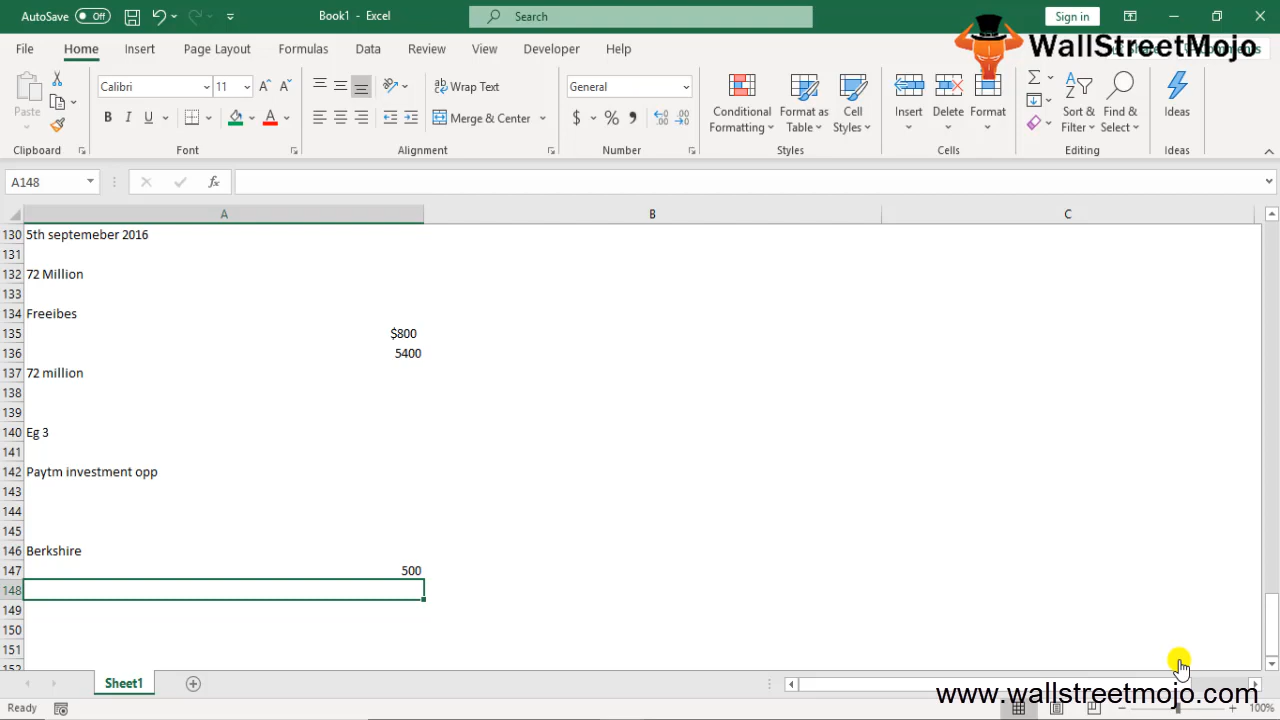 AutoSave Off
Book1 - Excel
Search
Sign in
WallStreetMojo
File Home Insert Page Layout Formulas Data Review View Developer Help
Paste
Calibri 11 A A
Wrap Text
General
B I U A
Merge & Center
$ % ,
Conditional Formatting
Format as Table
Cell Styles
Insert
Delete
Format
Sort & Filter
Find & Select
Ideas
Clipboard Font Alignment Number Styles Cells Editing Ideas
A148 fx
A B C
130 5th septemeber 2016
131
132 72 Million
133
134 Freeibes
135 $800
136 5400
137 72 million
138
139
140 Eg 3
141
142 Paytm investment opp
143
144
145
146 Berkshire
147 500
148
149
150
151
152
Sheet1
www.wallstreetmojo.com
Ready 100%